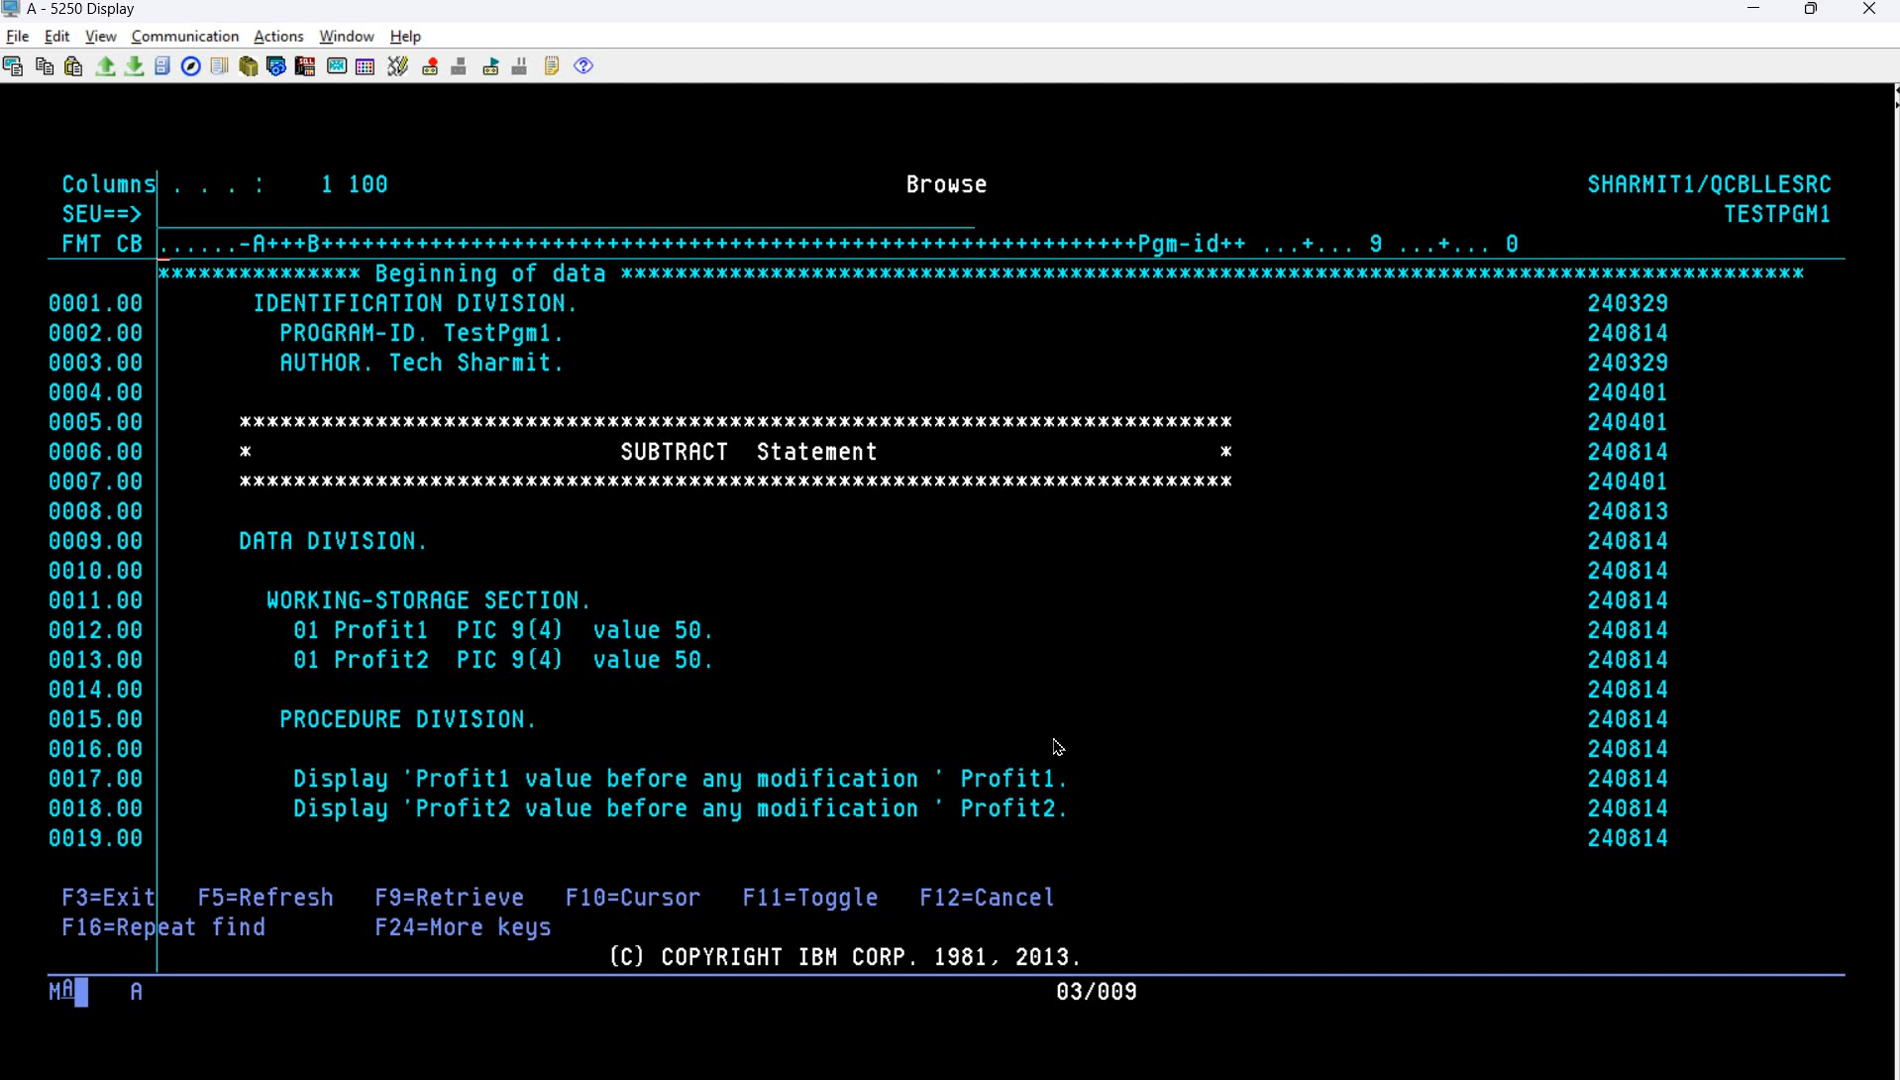 A - 5250 Display
File Edit View Communication Actions Window Help
Columns . . . : 1 100 Browse SHARMIT1/QCBLLESRC
SEU==> TESTPGM1
FMT CB ......-A+++B++++++++++++++++++++++++++++++++++++++++++++++++++++++++++++Pgm-id++ ...+... 9 ...+... 0
*************** Beginning of data ***************************************************************************************
0001.00 IDENTIFICATION DIVISION. 240329
0002.00 PROGRAM-ID. TestPgm1. 240814
0003.00 AUTHOR. Tech Sharmit. 240329
0004.00 240401
0005.00 ************************************************************************* 240401
0006.00 * SUBTRACT Statement * 240814
0007.00 ************************************************************************* 240401
0008.00 240813
0009.00 DATA DIVISION. 240814
0010.00 240814
0011.00 WORKING-STORAGE SECTION. 240814
0012.00 01 Profit1 PIC 9(4) value 50. 240814
0013.00 01 Profit2 PIC 9(4) value 50. 240814
0014.00 240814
0015.00 PROCEDURE DIVISION. 240814
0016.00 240814
0017.00 Display 'Profit1 value before any modification ' Profit1. 240814
0018.00 Display 'Profit2 value before any modification ' Profit2. 240814
0019.00 240814
F3=Exit F5=Refresh F9=Retrieve F10=Cursor F11=Toggle F12=Cancel
F16=Repeat find F24=More keys
(C) COPYRIGHT IBM CORP. 1981, 2013.
MA A 03/009